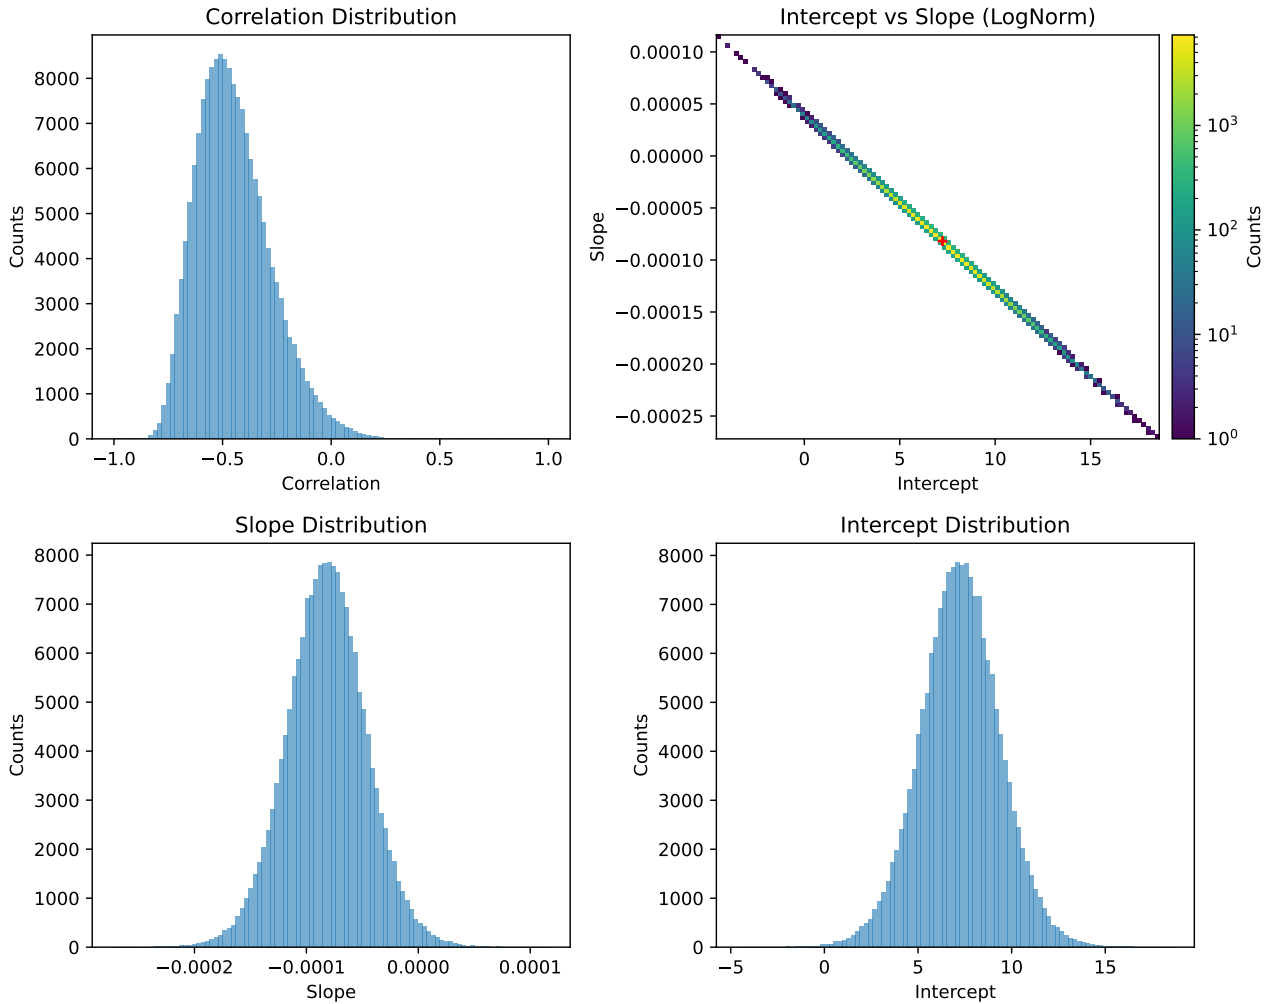 Correlation Distribution
Counts
8000
7000
6000
5000
4000
3000
2000
1000
0
−1.0 −0.5 0.0 0.5 1.0
Correlation
Intercept vs Slope (LogNorm)
Slope
0.00010
0.00005
0.00000
−0.00005
−0.00010
−0.00015
−0.00020
−0.00025
0 5 10 15
Intercept
10³
10²
10¹
10⁰
Counts
Slope Distribution
Counts
8000
7000
6000
5000
4000
3000
2000
1000
0
−0.0002 −0.0001 0.0000 0.0001
Slope
Intercept Distribution
Counts
8000
7000
6000
5000
4000
3000
2000
1000
0
−5 0 5 10 15
Intercept